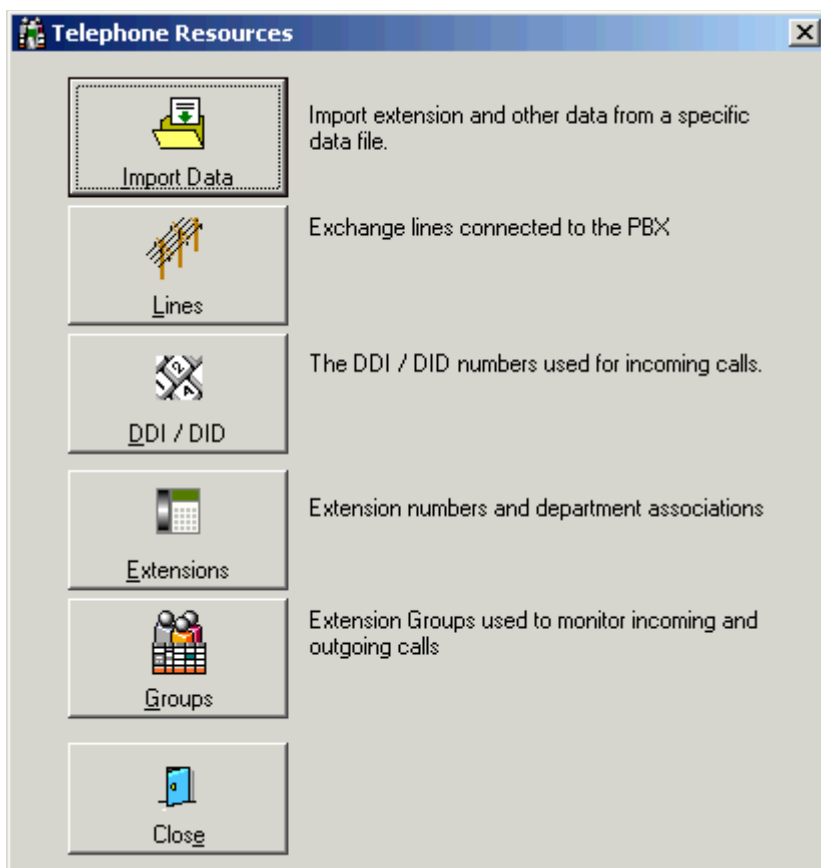 Telephone Resources
Import Data
Import extension and other data from a specific
data file.
Lines
Exchange lines connected to the PBX
DDI / DID
The DDI / DID numbers used for incoming calls.
Extensions
Extension numbers and department associations
Groups
Extension Groups used to monitor incoming and
outgoing calls
Close